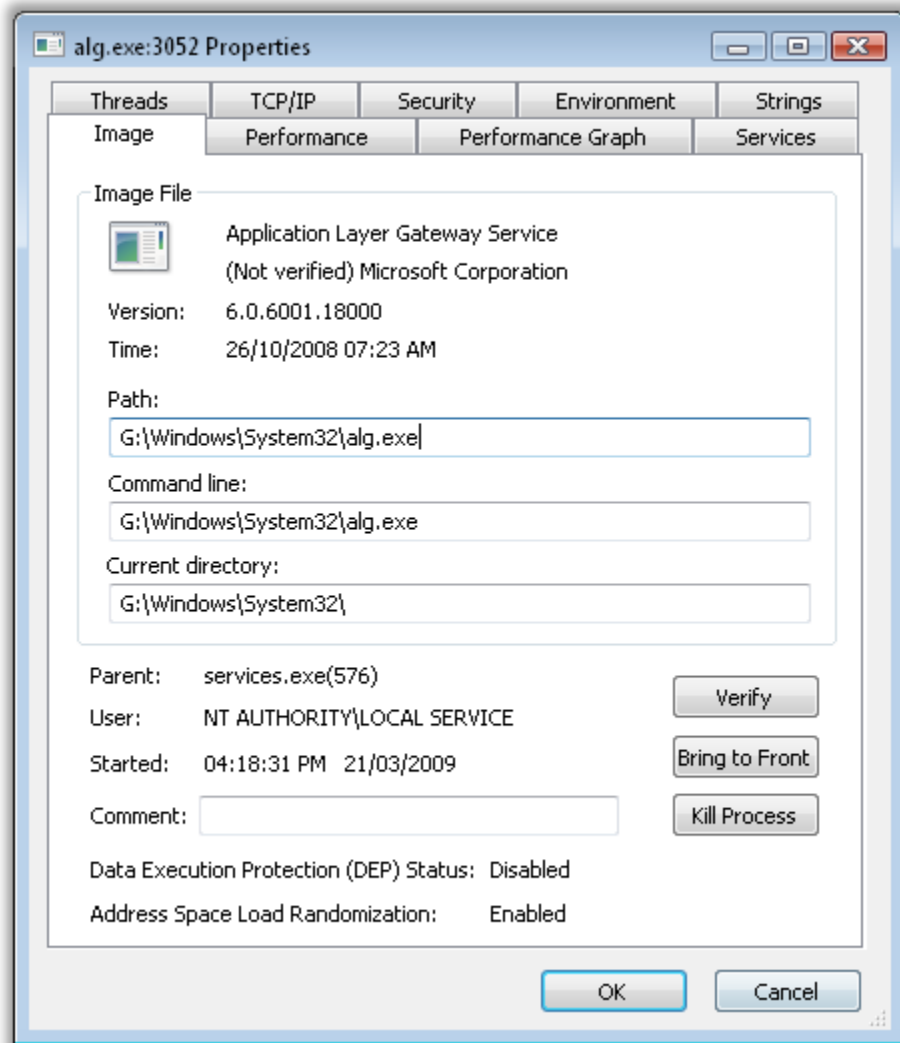 alg.exe:3052 Properties
Threads TCP/IP Security Environment Strings
Image Performance Performance Graph Services
Image File
Application Layer Gateway Service
(Not verified) Microsoft Corporation
Version: 6.0.6001.18000
Time: 26/10/2008 07:23 AM
Path:
G:\Windows\System32\alg.exe
Command line:
G:\Windows\System32\alg.exe
Current directory:
G:\Windows\System32\
Parent: services.exe(576)
Verify
User: NT AUTHORITY\LOCAL SERVICE
Started: 04:18:31 PM 21/03/2009
Bring to Front
Comment:
Kill Process
Data Execution Protection (DEP) Status: Disabled
Address Space Load Randomization: Enabled
OK Cancel